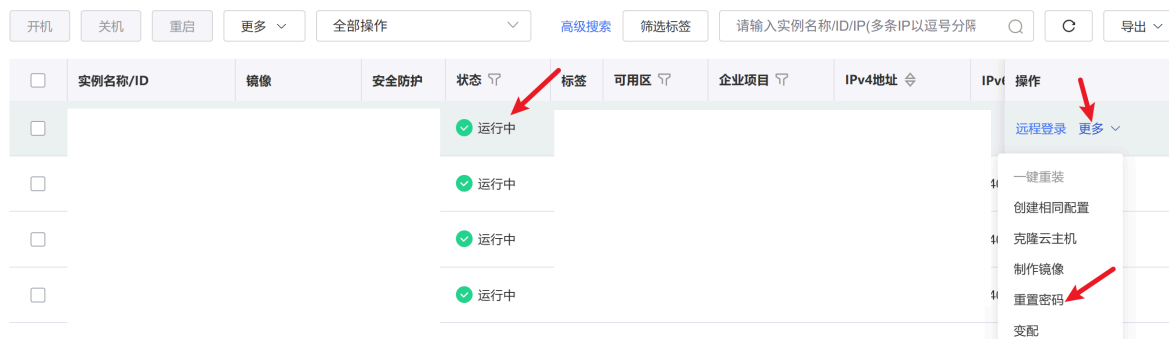 开机 关机 重启 更多 全部操作 高级搜索 筛选标签 请输入实例名称/ID/IP(多条IP以逗号分隔 导出
实例名称/ID 镜像 安全防护 状态 标签 可用区 企业项目 IPv4地址 IPv 操作
运行中 远程登录 更多
一键重装
运行中
创建相同配置
运行中 克隆云主机
制作镜像
运行中 重置密码
变配